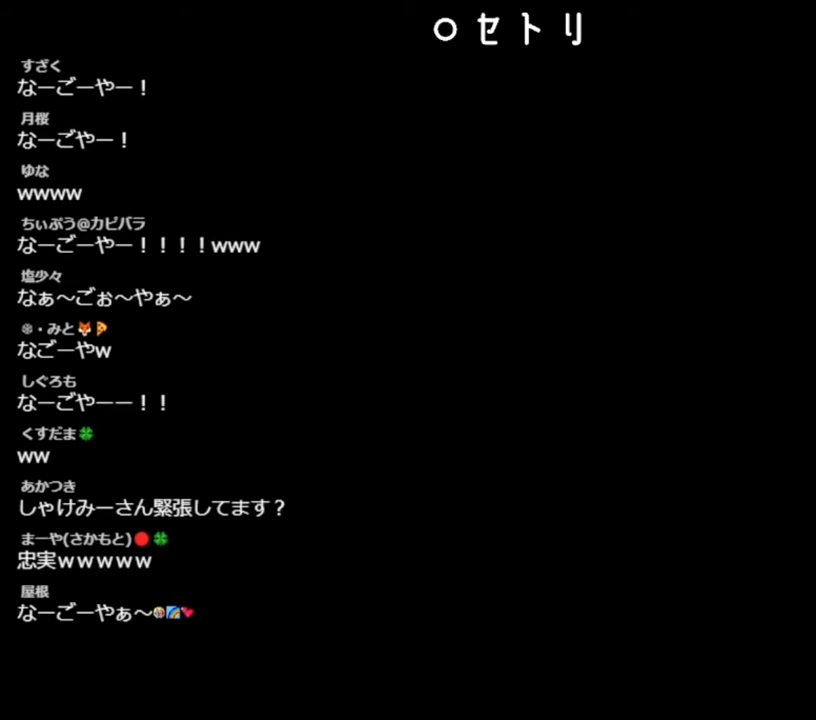 ○セトリ
すざく
なーごーやー！
月桜
なーごやー！
ゆな
wwww
ちぃぷう@カピバラ
なーごーやー！！！！www
塩少々
なぁ～ごぉ～やぁ～
❄・みと🦊🍕
なごーやw
しぐろも
なーごやーー！！
くすだま🍀
ww
あかつき
しゃけみーさん緊張してます？
まーや(さかもと)🔴🍀
忠実ｗｗｗｗｗ
屋根
なーごーやぁ～